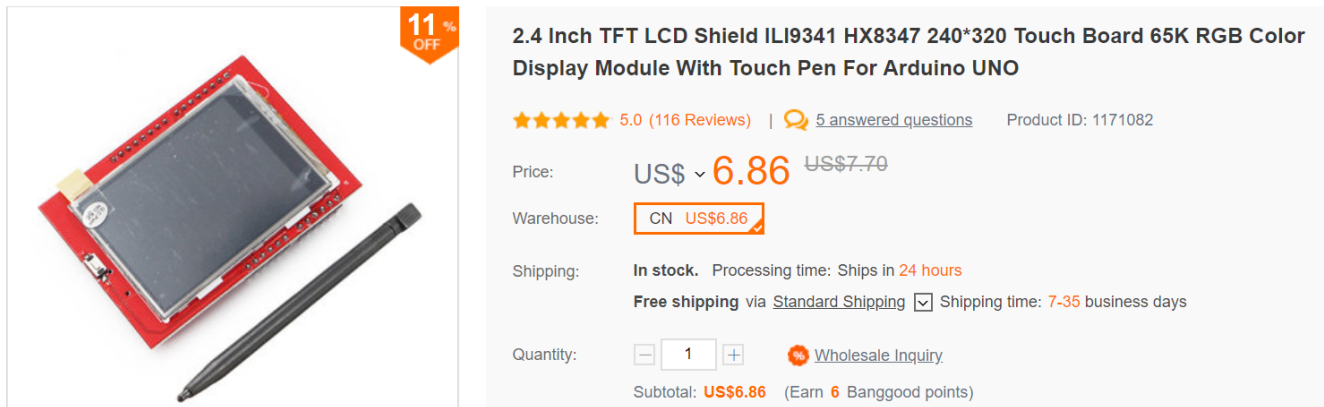 11 %
OFF
2.4 Inch TFT LCD Shield ILI9341 HX8347 240*320 Touch Board 65K RGB Color
Display Module With Touch Pen For Arduino UNO
5.0 (116 Reviews) | 5 answered questions Product ID: 1171082
Price: US$ 6.86 US$7.70
Warehouse: CN US$6.86
Shipping: In stock. Processing time: Ships in 24 hours
Free shipping via Standard Shipping Shipping time: 7-35 business days
Quantity: 1 + % Wholesale Inquiry
Subtotal: US$6.86 (Earn 6 Banggood points)